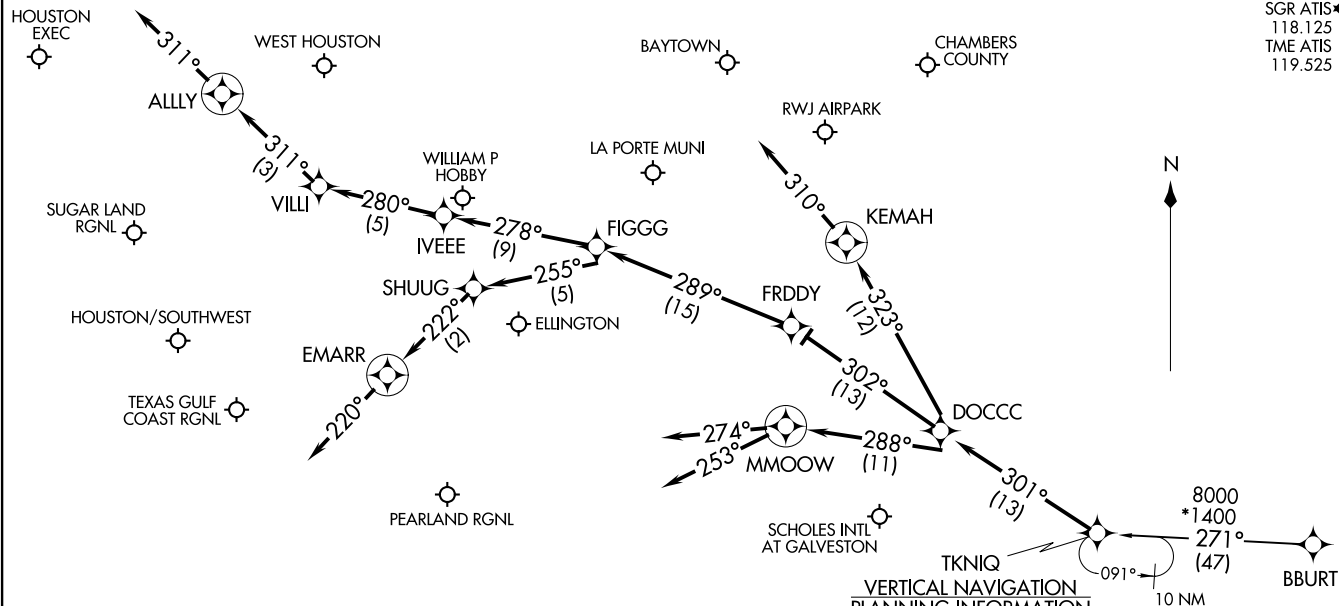 HOUSTON
EXEC
311°
ALLLY
WEST HOUSTON
BAYTOWN
CHAMBERS
COUNTY
SGR ATIS★
118.125
TME ATIS
119.525
RWJ AIRPARK
311°
(3)
VILLI
WILLIAM P
HOBBY
LA PORTE MUNI
310°
KEMAH
N
SUGAR LAND
RGNL
280°
(5)
IVEEE
278°
(9)
FIGGG
SHUUG
255°
(5)
289°
(15)
FRDDY
323°
(12)
HOUSTON/SOUTHWEST
222°
(2)
ELLINGTON
EMARR
302°
(13)
DOCCC
TEXAS GULF
COAST RGNL
220°
274°
253°
MMOOW
288°
(11)
301°
(13)
PEARLAND RGNL
SCHOLES INTL
AT GALVESTON
8000
*1400
271°
(47)
TKNIQ
091°
10 NM
BBURT
VERTICAL NAVIGATION
PLANNING INFORMATION